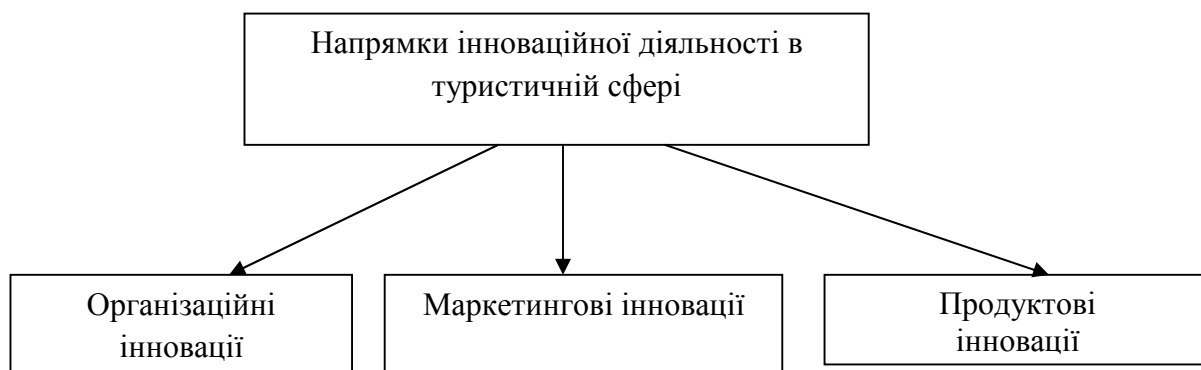 Напрямки інноваційної діяльності в
туристичній сфері
Організаційні
інновації
Маркетингові інновації
Продуктові
інновації